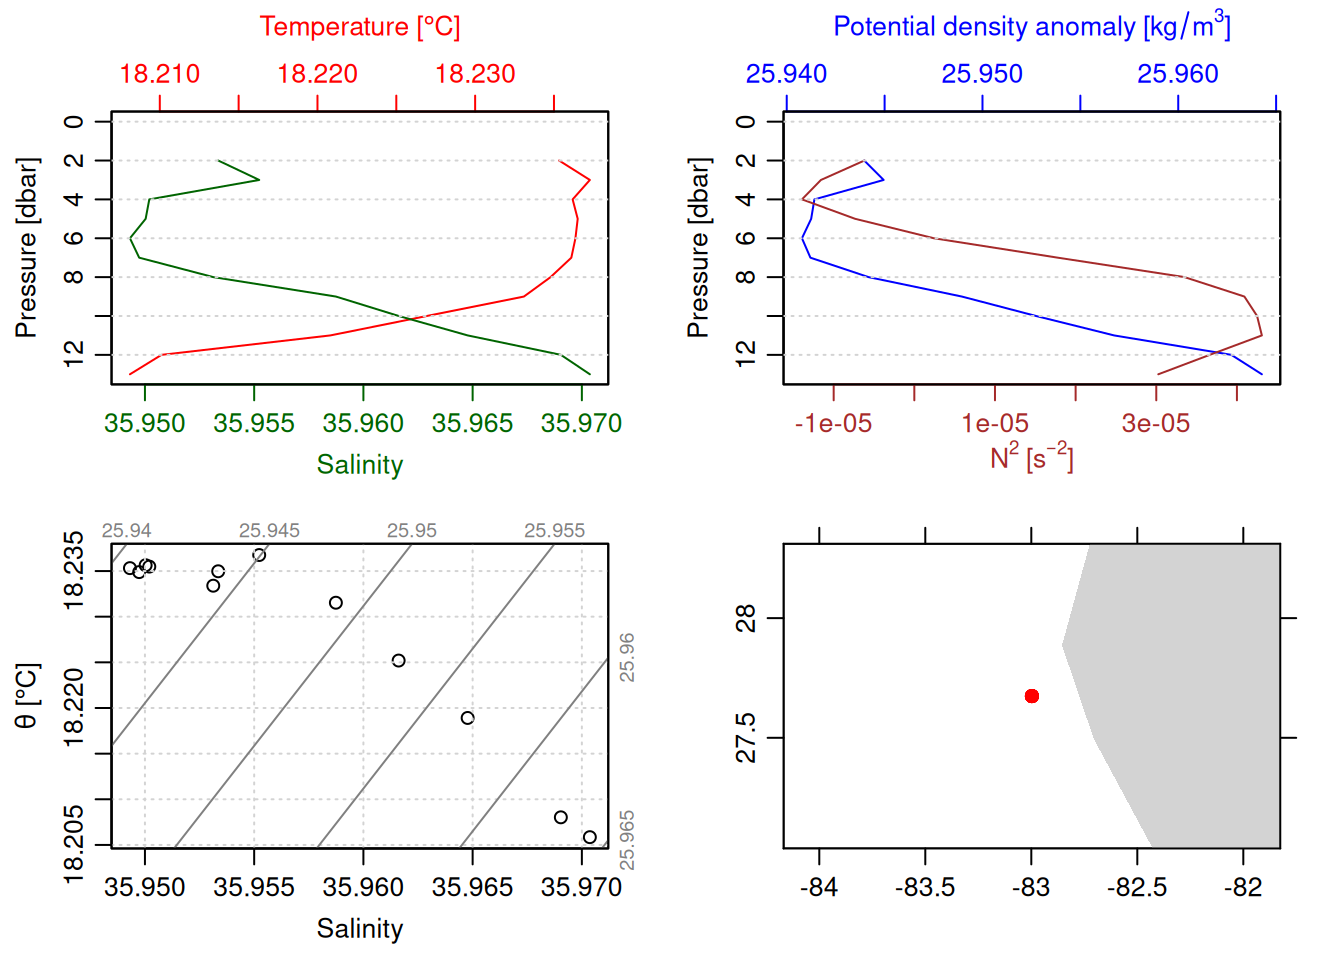 Temperature [°C]
18.210 18.220 18.230
Pressure [dbar]
0
2
4
6
8
12
35.950 35.955 35.960 35.965 35.970
Salinity
Potential density anomaly [kg/m³]
25.940 25.950 25.960
Pressure [dbar]
0
2
4
6
8
12
-1e-05 1e-05 3e-05
N² [s⁻²]
25.94 25.945 25.95 25.955
θ [°C]
18.235
18.220
18.205
25.96
25.965
35.950 35.955 35.960 35.965 35.970
Salinity
28
27.5
-84 -83.5 -83 -82.5 -82